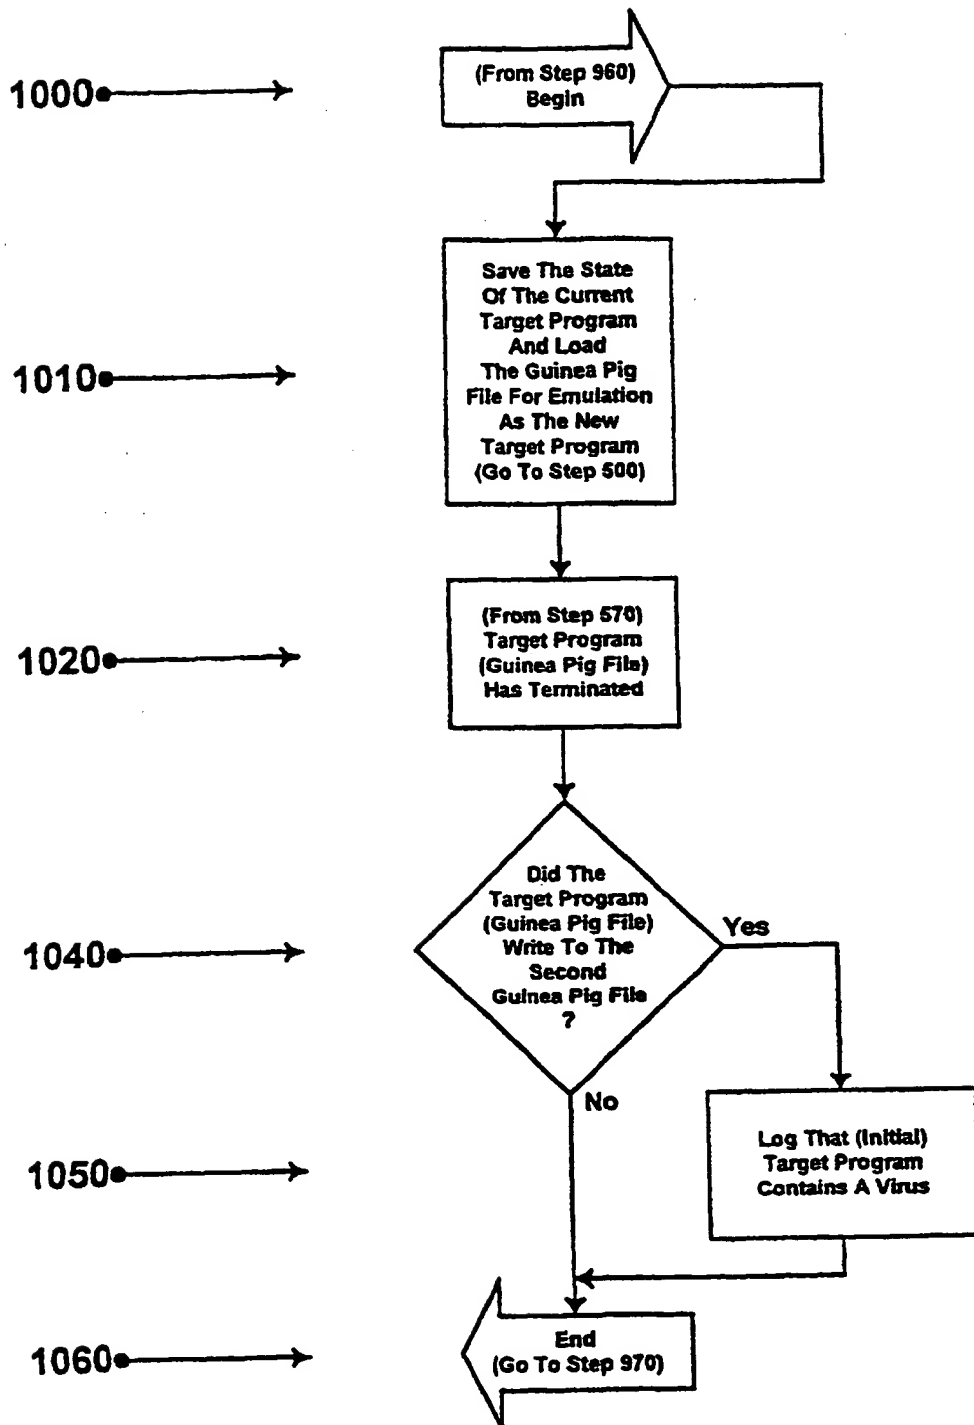 1000
(From Step 960)
Begin
1010
Save The State
Of The Current
Target Program
And Load
The Guinea Pig
File For Emulation
As The New
Target Program
(Go To Step 500)
1020
(From Step 570)
Target Program
(Guinea Pig File)
Has Terminated
1040
Did The
Target Program
(Guinea Pig File)
Write To The
Second
Guinea Pig File
?
Yes
No
1050
Log That (Initial)
Target Program
Contains A Virus
1060
End
(Go To Step 970)